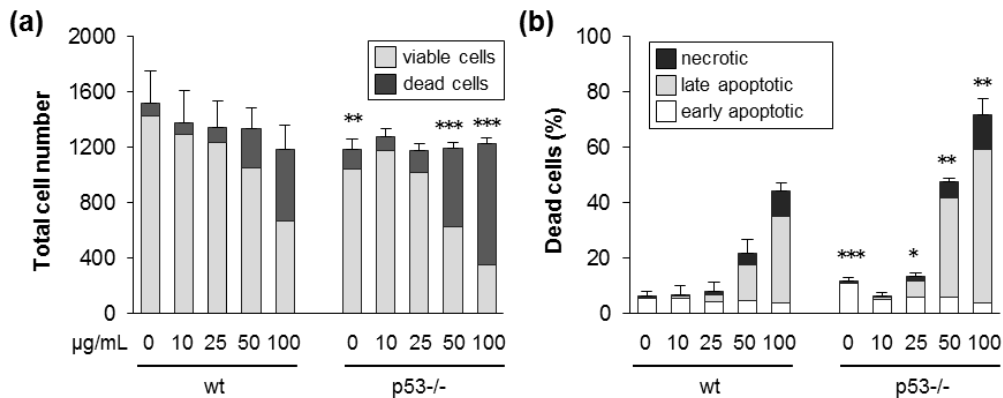 (a)
Total cell number
2000
1600
1200
800
400
0
viable cells
dead cells
**
***
***
µg/mL 0 10 25 50 100 0 10 25 50 100
wt p53-/-
(b)
Dead cells (%)
100
80
60
40
20
0
necrotic
late apoptotic
early apoptotic
***
*
**
**
0 10 25 50 100 0 10 25 50 100
wt p53-/-